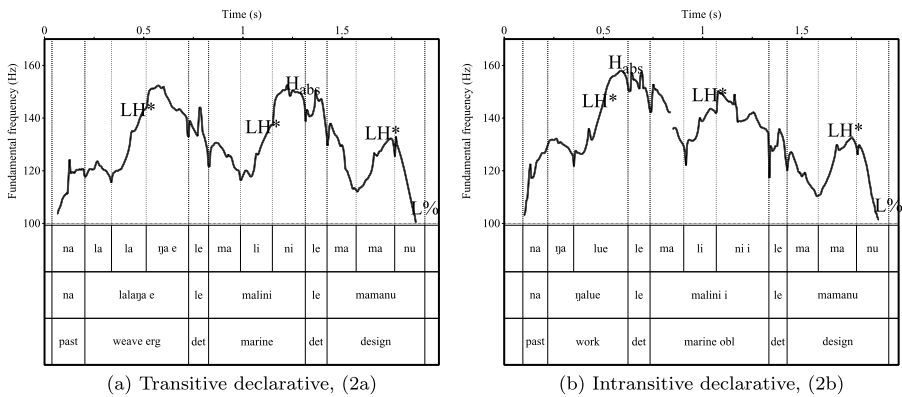 Time (s)
0 0.5 1 1.5
Fundamental frequency (Hz)
160
140
120
100
LH* LH* H_abs LH* L%
na la la ŋa e le ma li ni le ma ma nu
na lalaŋa e le malini le mamanu
past weave erg det marine det design
(a) Transitive declarative, (2a)
Time (s)
0 0.5 1 1.5
Fundamental frequency (Hz)
160
140
120
100
LH* H_abs LH* LH* L%
na ŋa lue le ma li ni i le ma ma nu
na ŋalue le malini i le mamanu
past work det marine obl det design
(b) Intransitive declarative, (2b)